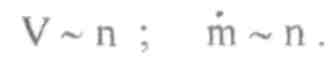 V ~ n ; ṁ ~ n .